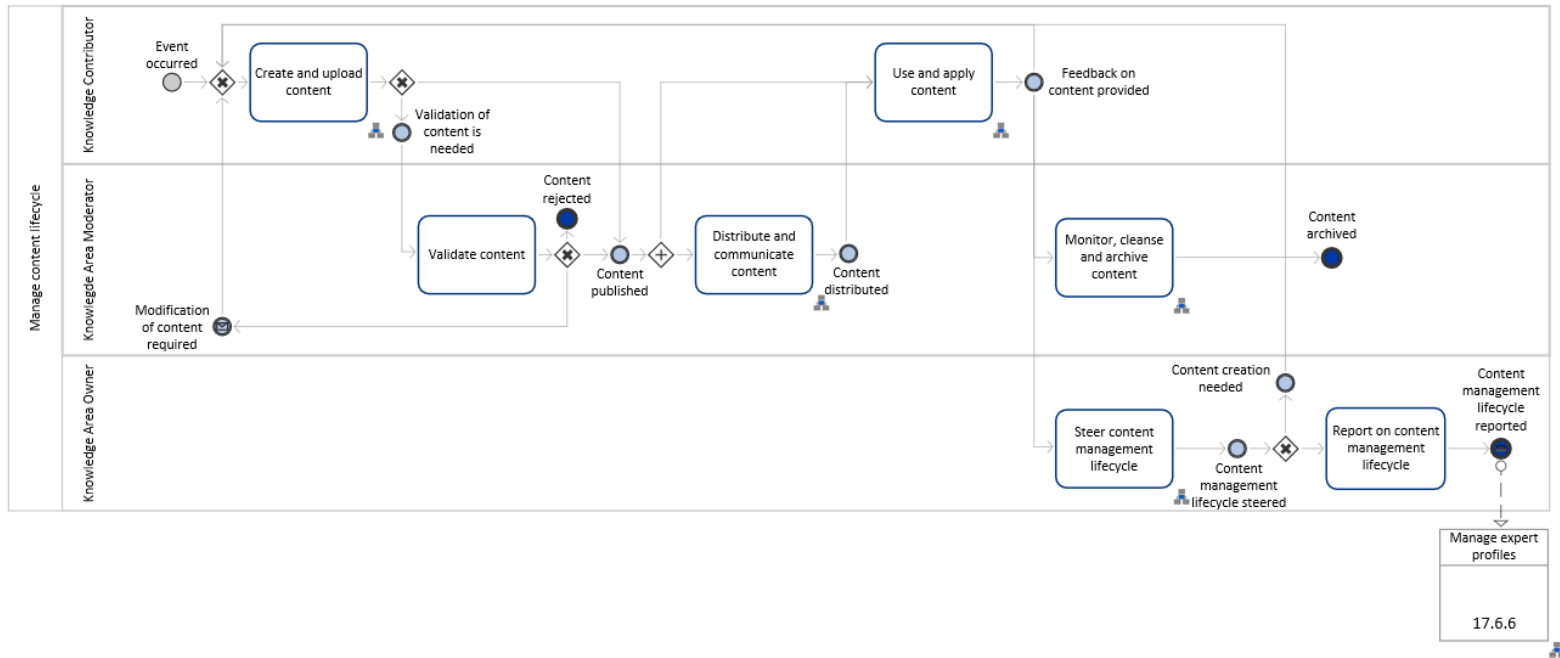 Manage content lifecycle
Knowledge Contributor
Event
occurred
Create and upload
content
Validation of
content is
needed
Use and apply
content
Feedback on
content provided
Knowlegde Area Moderator
Validate content
Content
rejected
Content
published
Distribute and
communicate
content
Content
distributed
Monitor, cleanse
and archive
content
Content
archived
Modification
of content
required
Knowledge Area Owner
Steer content
management
lifecycle
Content
management
lifecycle steered
Content creation
needed
Report on content
management
lifecycle
Content
management
lifecycle
reported
Manage expert
profiles
17.6.6